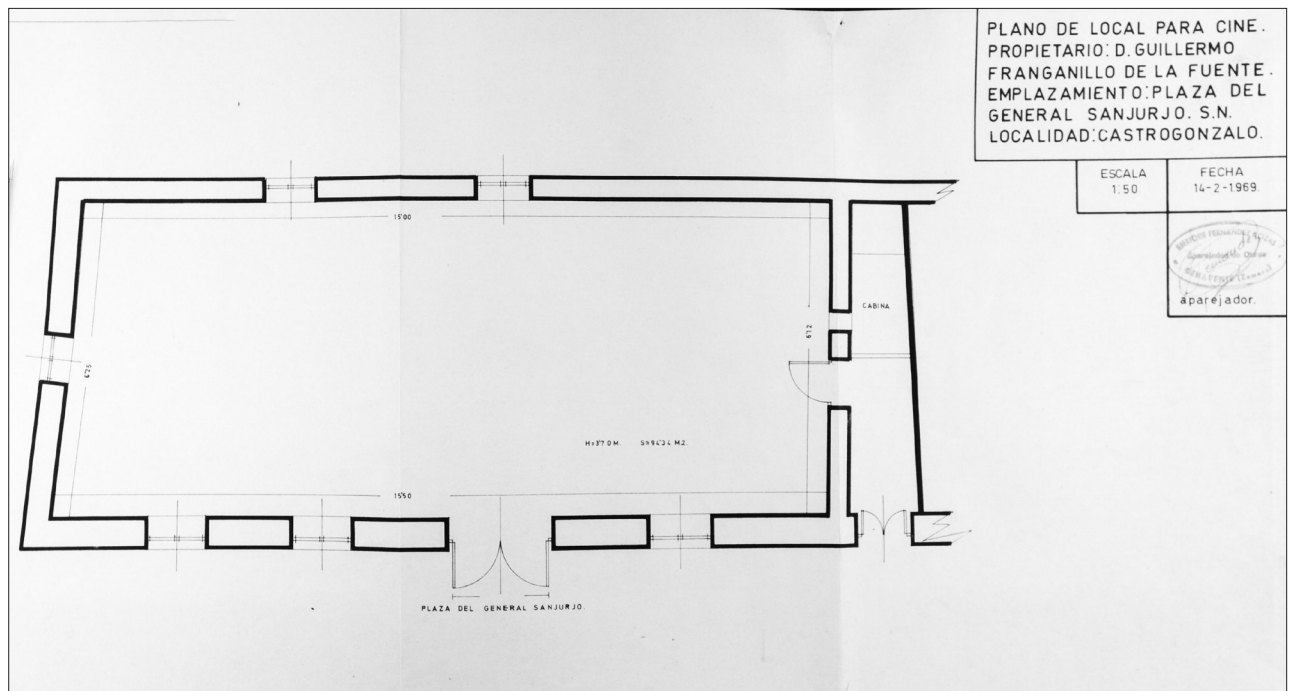 PLANO DE LOCAL PARA CINE.
PROPIETARIO: D. GUILLERMO
FRANGANILLO DE LA FUENTE.
EMPLAZAMIENTO: PLAZA DEL
GENERAL SANJURJO. S.N.
LOCALIDAD: CASTROGONZALO.
ESCALA
1:50
FECHA
14-2-1969.
aparejador.
15'00
CABINA
6'12
6'25
H=3'70 M. S=94'34 M2.
15'50
PLAZA DEL GENERAL SANJURJO.